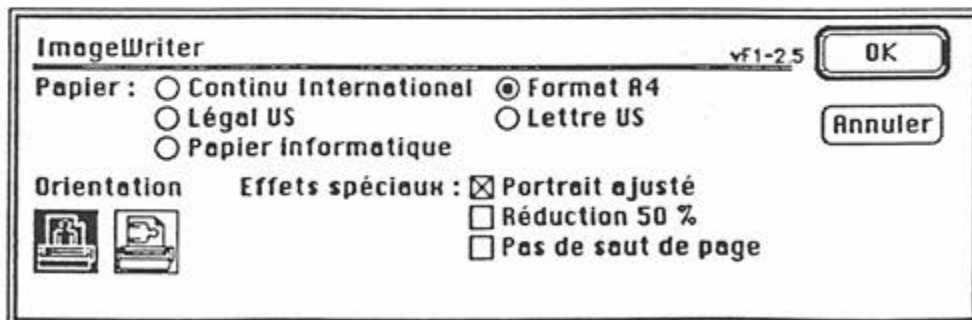 ImageWriter vf1-2.5 OK
Papier : Continu International Format A4
Légal US Lettre US Annuler
Papier informatique
Orientation Effets spéciaux : Portrait ajusté
Réduction 50 %
Pas de saut de page